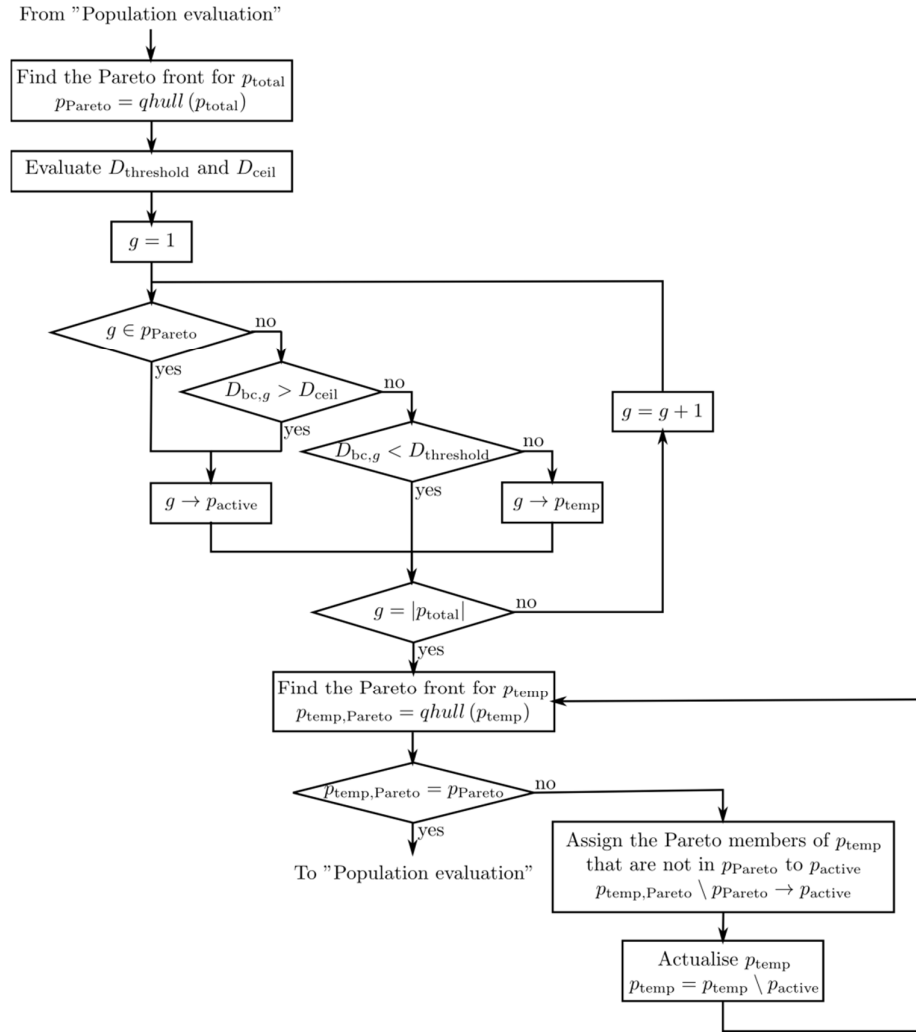 From "Population evaluation"
Find the Pareto front for p_total
p_Pareto = qhull (p_total)
Evaluate D_threshold and D_ceil
g = 1
g ∈ p_Pareto
no
yes
D_bc,g > D_ceil
no
yes
g = g + 1
D_bc,g < D_threshold
no
yes
g → p_active
g → p_temp
g = |p_total|
no
yes
Find the Pareto front for p_temp
p_temp,Pareto = qhull (p_temp)
p_temp,Pareto = p_Pareto
no
yes
To "Population evaluation"
Assign the Pareto members of p_temp
that are not in p_Pareto to p_active
p_temp,Pareto \ p_Pareto → p_active
Actualise p_temp
p_temp = p_temp \ p_active